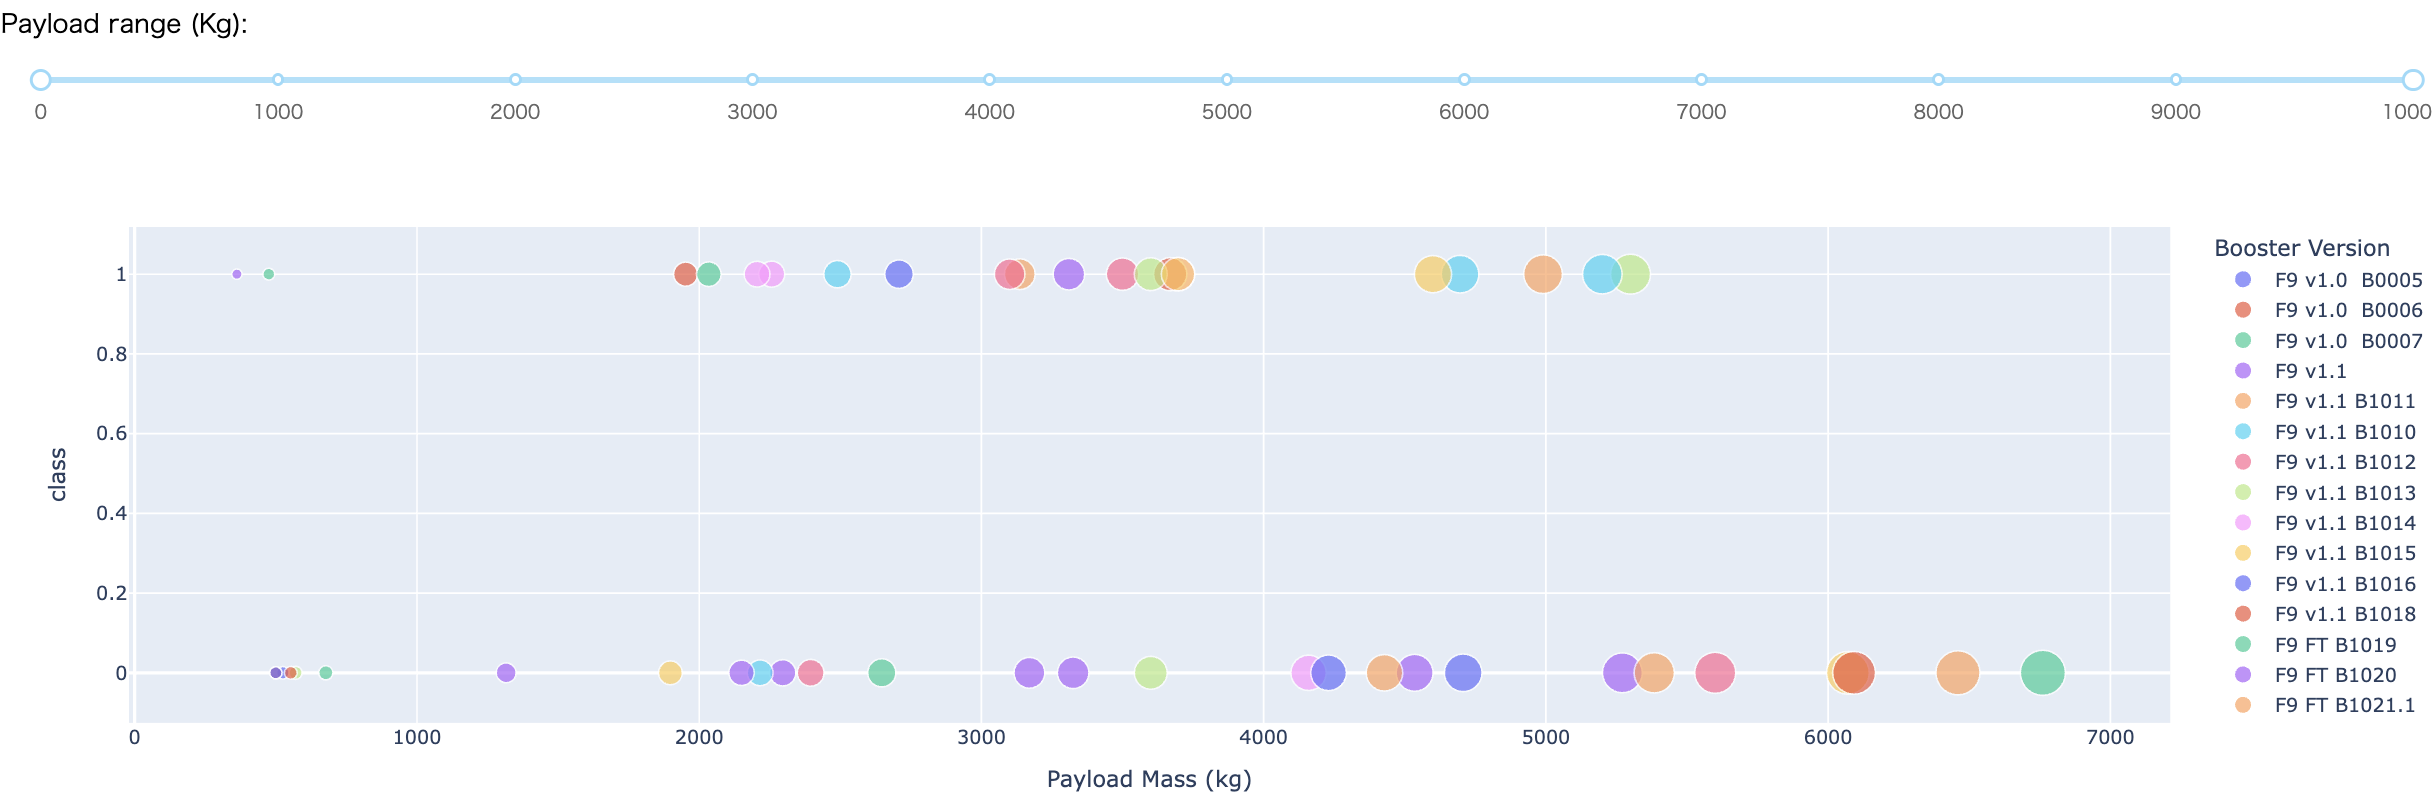 Payload range (Kg):
0 1000 2000 3000 4000 5000 6000 7000 8000 9000 1000
Booster Version
1
F9 v1.0  B0005
F9 v1.0  B0006
F9 v1.0  B0007
0.8
F9 v1.1
F9 v1.1 B1011
0.6
F9 v1.1 B1010
F9 v1.1 B1012
class
F9 v1.1 B1013
0.4
F9 v1.1 B1014
F9 v1.1 B1015
0.2
F9 v1.1 B1016
F9 v1.1 B1018
F9 FT B1019
0
F9 FT B1020
F9 FT B1021.1
0 1000 2000 3000 4000 5000 6000 7000
Payload Mass (kg)